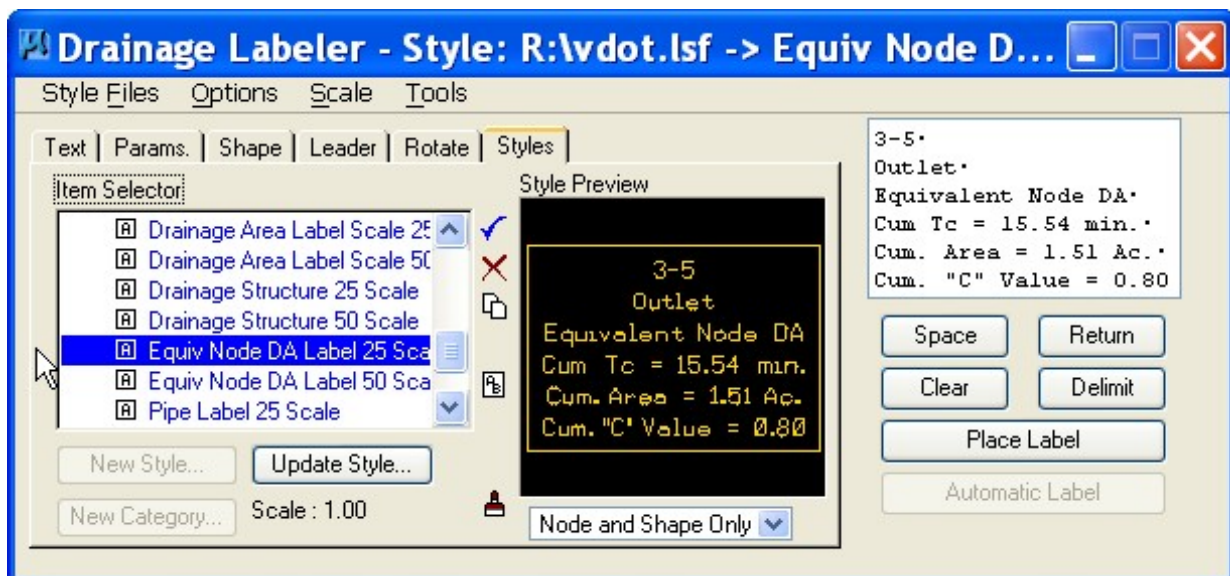 Drainage Labeler - Style: R:\vdot.lsf -> Equiv Node D...
Style Files Options Scale Tools
Text Params. Shape Leader Rotate Styles
Item Selector
Drainage Area Label Scale 25
Drainage Area Label Scale 50
Drainage Structure 25 Scale
Drainage Structure 50 Scale
Equiv Node DA Label 25 Sca
Equiv Node DA Label 50 Sca
Pipe Label 25 Scale
New Style...
Update Style...
New Category...
Scale : 1.00
Style Preview
3-5
Outlet
Equivalent Node DA
Cum Tc = 15.54 min.
Cum. Area = 1.51 Ac.
Cum. "C" Value = 0.80
Node and Shape Only
3-5·
Outlet·
Equivalent Node DA·
Cum Tc = 15.54 min.·
Cum. Area = 1.51 Ac.·
Cum. "C" Value = 0.80
Space
Return
Clear
Delimit
Place Label
Automatic Label